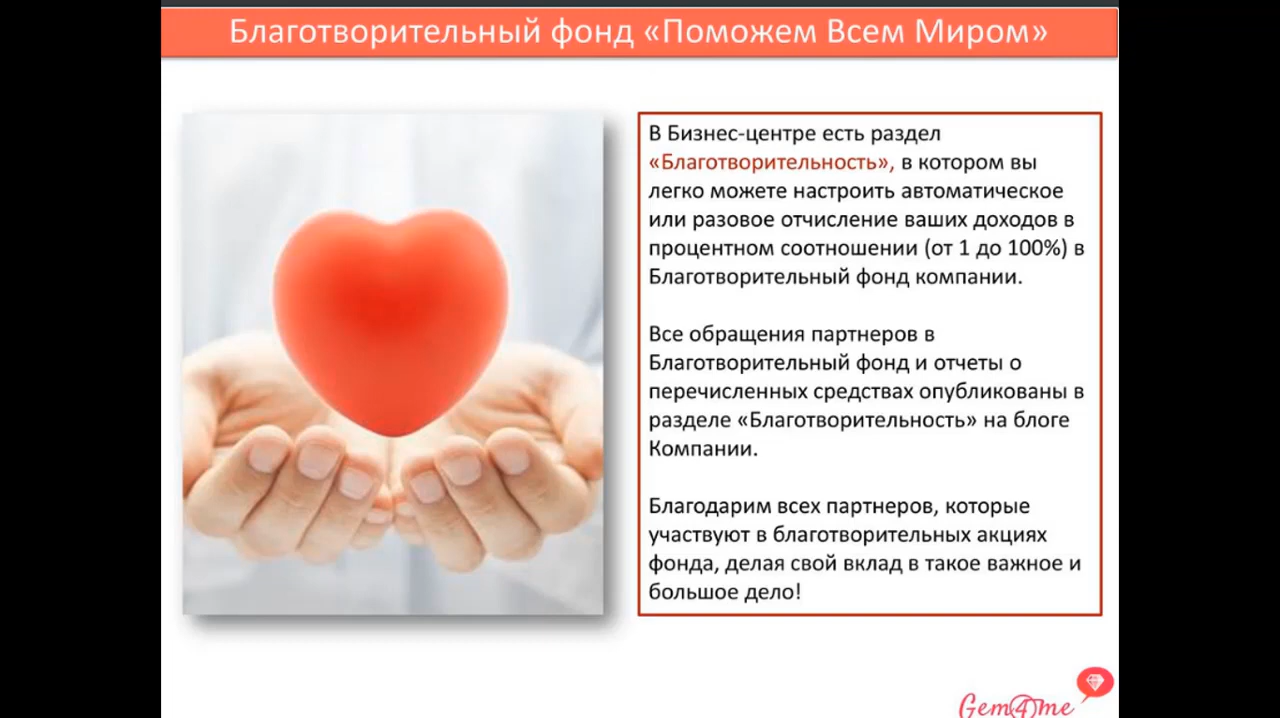 Благотворительный фонд «Поможем Всем Миром»
В Бизнес-центре есть раздел
«Благотворительность», в котором вы
легко можете настроить автоматическое
или разовое отчисление ваших доходов в
процентном соотношении (от 1 до 100%) в
Благотворительный фонд компании.
Все обращения партнеров в
Благотворительный фонд и отчеты о
перечисленных средствах опубликованы в
разделе «Благотворительность» на блоге
Компании.
Благодарим всех партнеров, которые
участвуют в благотворительных акциях
фонда, делая свой вклад в такое важное и
большое дело!
Gem4me